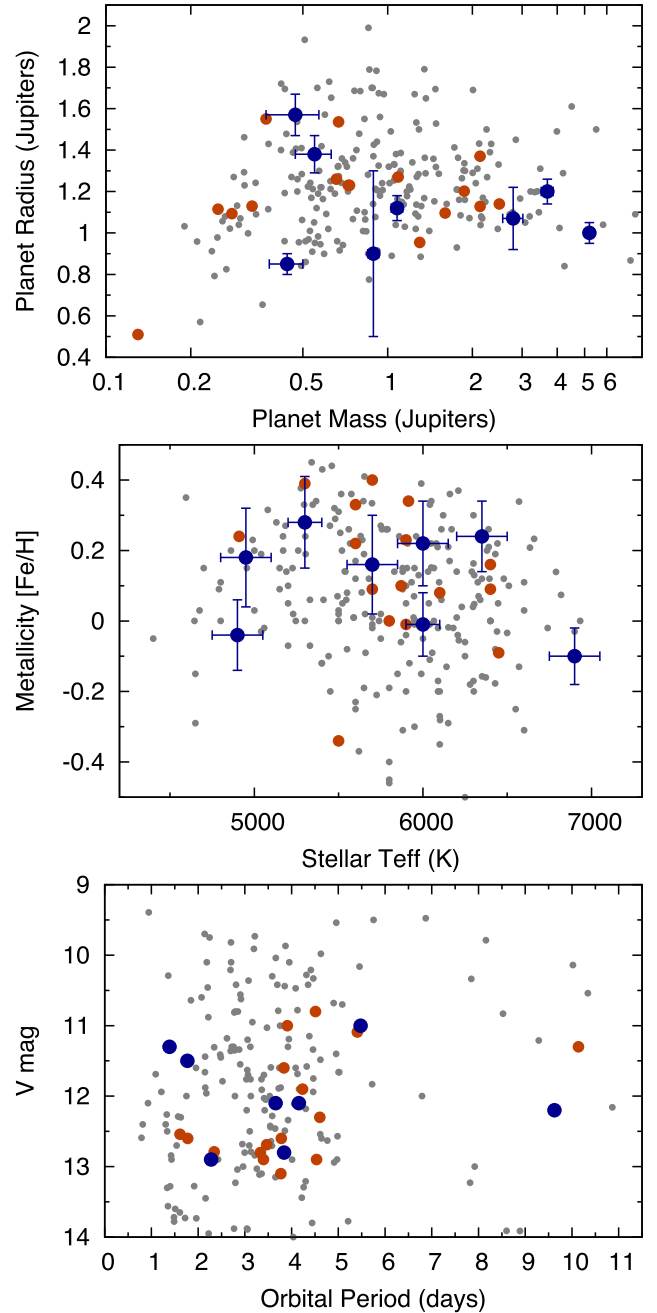 2
1.8
1.6
1.4
1.2
1
0.8
0.6
0.4
Planet Radius (Jupiters)
0.1 0.2 0.5 1 2 3 4 5 6
Planet Mass (Jupiters)
0.4
0.2
0
-0.2
-0.4
Metallicity [Fe/H]
5000 6000 7000
Stellar Teff (K)
9
10
11
12
13
14
V mag
0 1 2 3 4 5 6 7 8 9 10 11
Orbital Period (days)